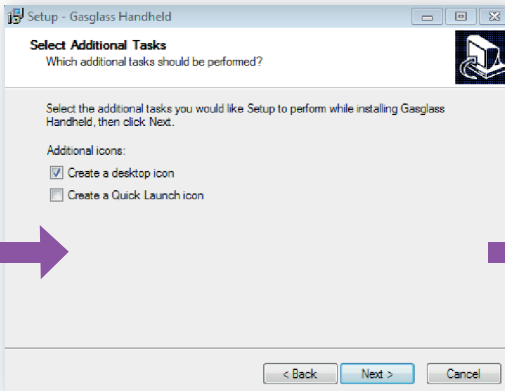 Setup - Gasglass Handheld
Select Additional Tasks
Which additional tasks should be performed?
Select the additional tasks you would like Setup to perform while installing Gasglass
Handheld, then click Next.
Additional icons:
Create a desktop icon
Create a Quick Launch icon
< Back Next > Cancel